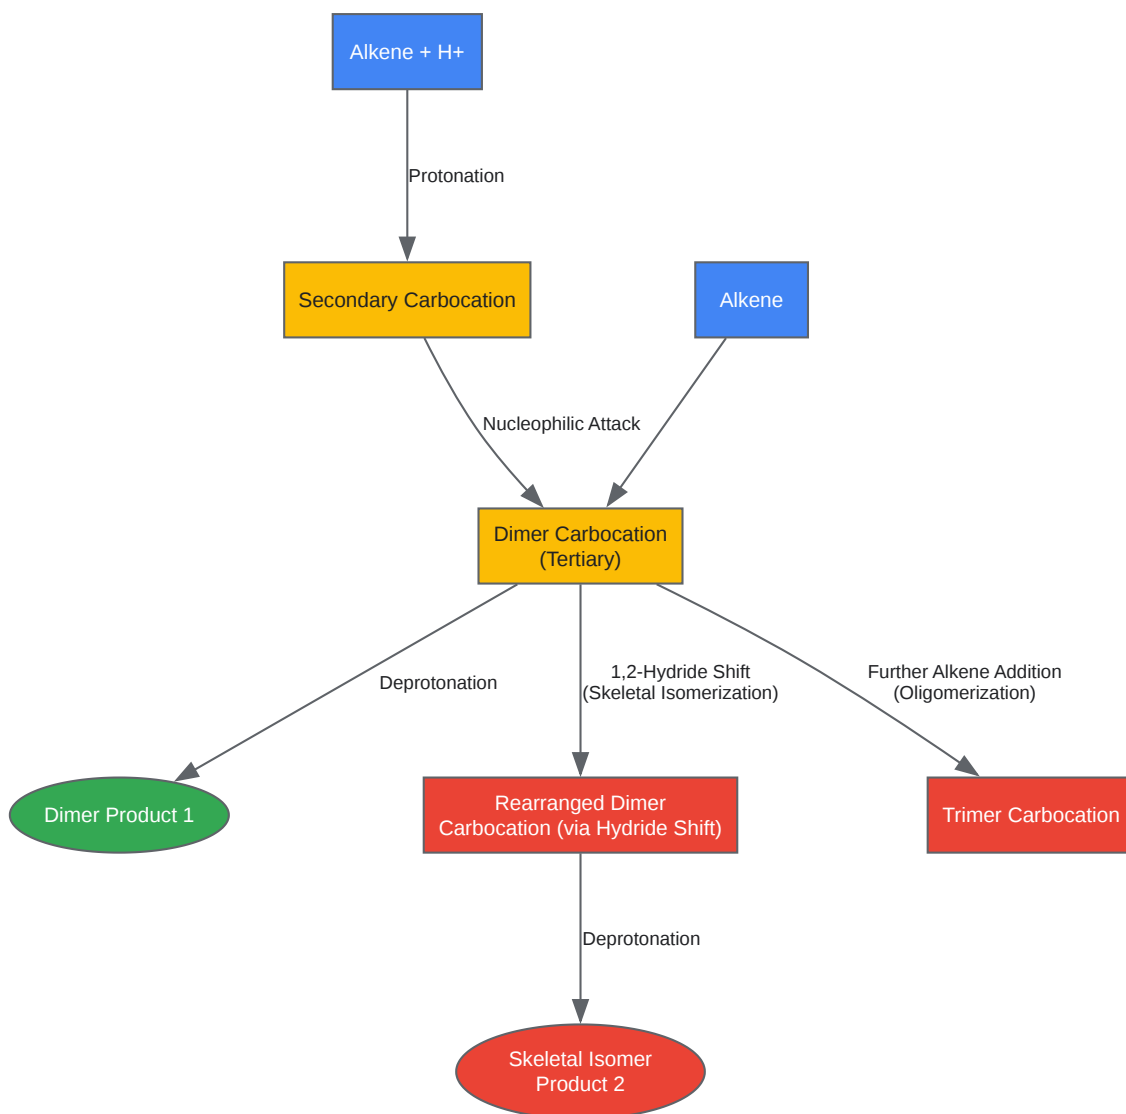 Alkene + H+
Protonation
Secondary Carbocation
Alkene
Nucleophilic Attack
Dimer Carbocation
(Tertiary)
Deprotonation
1,2-Hydride Shift
(Skeletal Isomerization)
Further Alkene Addition
(Oligomerization)
Dimer Product 1
Rearranged Dimer
Carbocation (via Hydride Shift)
Trimer Carbocation
Deprotonation
Skeletal Isomer
Product 2